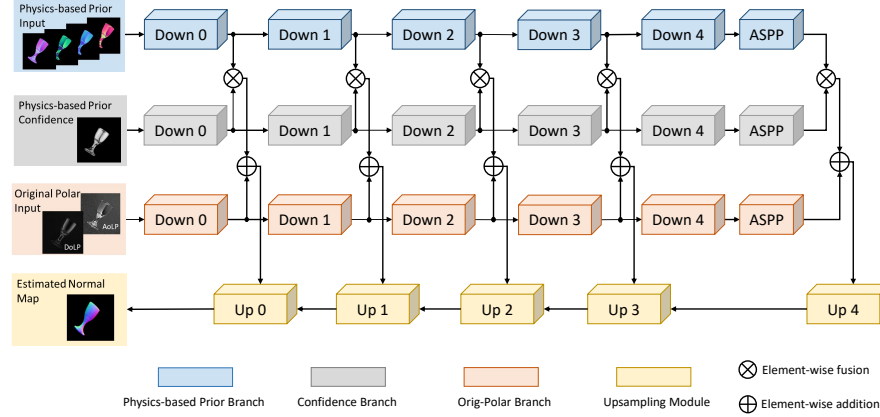 Physics-based Prior
Input
Down 0
Down 1
Down 2
Down 3
Down 4
ASPP
Physics-based Prior
Confidence
Down 0
Down 1
Down 2
Down 3
Down 4
ASPP
Original Polar
Input
AoLP
DoLP
Down 0
Down 1
Down 2
Down 3
Down 4
ASPP
Estimated Normal
Map
Up 0
Up 1
Up 2
Up 3
Up 4
Physics-based Prior Branch
Confidence Branch
Orig-Polar Branch
Upsampling Module
Element-wise fusion
Element-wise addition